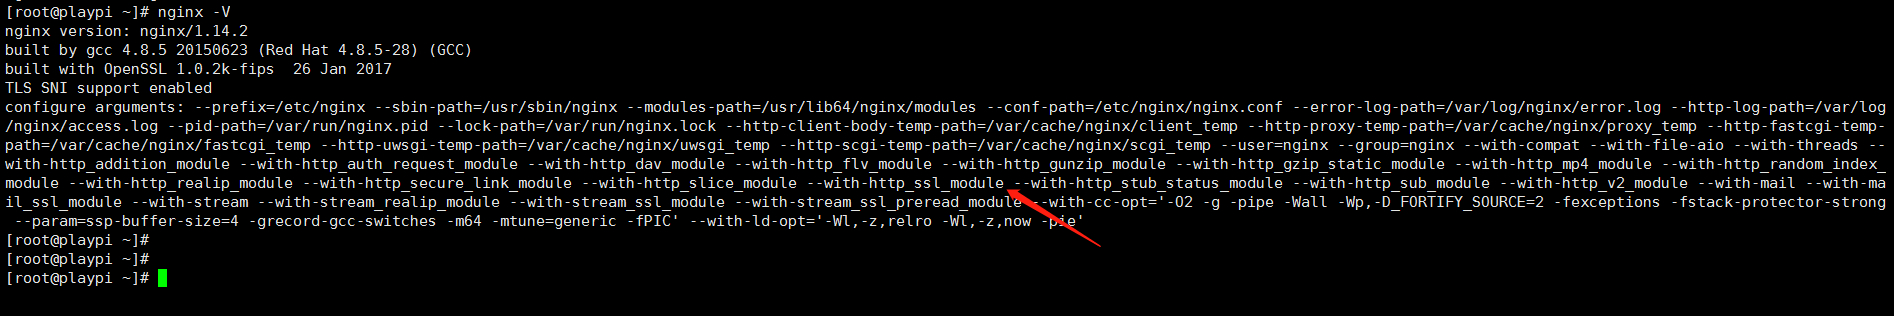 [root@playpi ~]# nginx -V
nginx version: nginx/1.14.2
built by gcc 4.8.5 20150623 (Red Hat 4.8.5-28) (GCC)
built with OpenSSL 1.0.2k-fips  26 Jan 2017
TLS SNI support enabled
configure arguments: --prefix=/etc/nginx --sbin-path=/usr/sbin/nginx --modules-path=/usr/lib64/nginx/modules --conf-path=/etc/nginx/nginx.conf --error-log-path=/var/log/nginx/error.log --http-log-path=/var/log
/nginx/access.log --pid-path=/var/run/nginx.pid --lock-path=/var/run/nginx.lock --http-client-body-temp-path=/var/cache/nginx/client_temp --http-proxy-temp-path=/var/cache/nginx/proxy_temp --http-fastcgi-temp-
path=/var/cache/nginx/fastcgi_temp --http-uwsgi-temp-path=/var/cache/nginx/uwsgi_temp --http-scgi-temp-path=/var/cache/nginx/scgi_temp --user=nginx --group=nginx --with-compat --with-file-aio --with-threads --
with-http_addition_module --with-http_auth_request_module --with-http_dav_module --with-http_flv_module --with-http_gunzip_module --with-http_gzip_static_module --with-http_mp4_module --with-http_random_index_
module --with-http_realip_module --with-http_secure_link_module --with-http_slice_module --with-http_ssl_module --with-http_stub_status_module --with-http_sub_module --with-http_v2_module --with-mail --with-ma
il_ssl_module --with-stream --with-stream_realip_module --with-stream_ssl_module --with-stream_ssl_preread_module --with-cc-opt='-O2 -g -pipe -Wall -Wp,-D_FORTIFY_SOURCE=2 -fexceptions -fstack-protector-strong
 --param=ssp-buffer-size=4 -grecord-gcc-switches -m64 -mtune=generic -fPIC' --with-ld-opt='-Wl,-z,relro -Wl,-z,now -pie'
[root@playpi ~]#
[root@playpi ~]#
[root@playpi ~]#